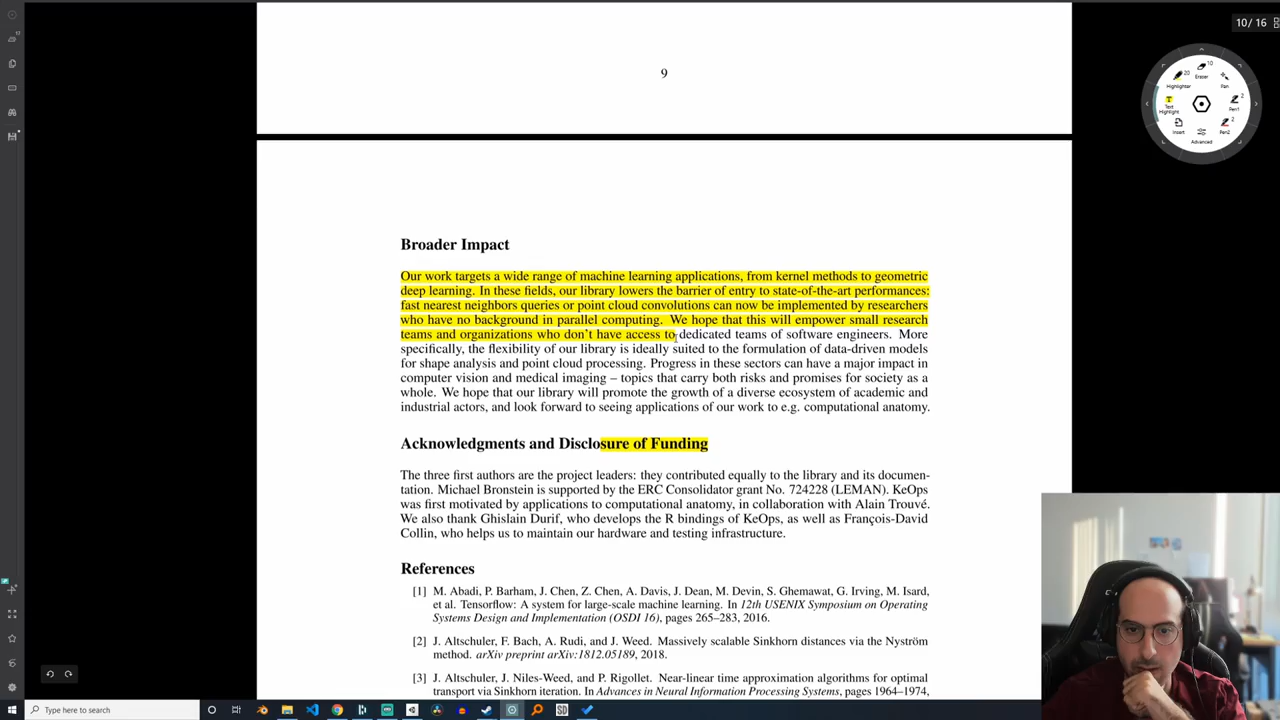 10/ 16
9
Highlighter
20
Eraser
10
Pan
Text
Highlight
Pen1
2
Insert
Pen2
2
Advanced
Broader Impact
Our work targets a wide range of machine learning applications, from kernel methods to geometric
deep learning. In these fields, our library lowers the barrier of entry to state-of-the-art performances:
fast nearest neighbors queries or point cloud convolutions can now be implemented by researchers
who have no background in parallel computing. We hope that this will empower small research
teams and organizations who don't have access to dedicated teams of software engineers. More
specifically, the flexibility of our library is ideally suited to the formulation of data-driven models
for shape analysis and point cloud processing. Progress in these sectors can have a major impact in
computer vision and medical imaging – topics that carry both risks and promises for society as a
whole. We hope that our library will promote the growth of a diverse ecosystem of academic and
industrial actors, and look forward to seeing applications of our work to e.g. computational anatomy.
Acknowledgments and Disclosure of Funding
The three first authors are the project leaders: they contributed equally to the library and its documen-
tation. Michael Bronstein is supported by the ERC Consolidator grant No. 724228 (LEMAN). KeOps
was first motivated by applications to computational anatomy, in collaboration with Alain Trouvé.
We also thank Ghislain Durif, who develops the R bindings of KeOps, as well as François-David
Collin, who helps us to maintain our hardware and testing infrastructure.
References
[1] M. Abadi, P. Barham, J. Chen, Z. Chen, A. Davis, J. Dean, M. Devin, S. Ghemawat, G. Irving, M. Isard,
et al. Tensorflow: A system for large-scale machine learning. In 12th USENIX Symposium on Operating
Systems Design and Implementation (OSDI 16), pages 265–283, 2016.
[2] J. Altschuler, F. Bach, A. Rudi, and J. Weed. Massively scalable Sinkhorn distances via the Nyström
method. arXiv preprint arXiv:1812.05189, 2018.
[3] J. Altschuler, J. Niles-Weed, and P. Rigollet. Near-linear time approximation algorithms for optimal
transport via Sinkhorn iteration. In Advances in Neural Information Processing Systems, pages 1964–1974,
Type here to search
SD